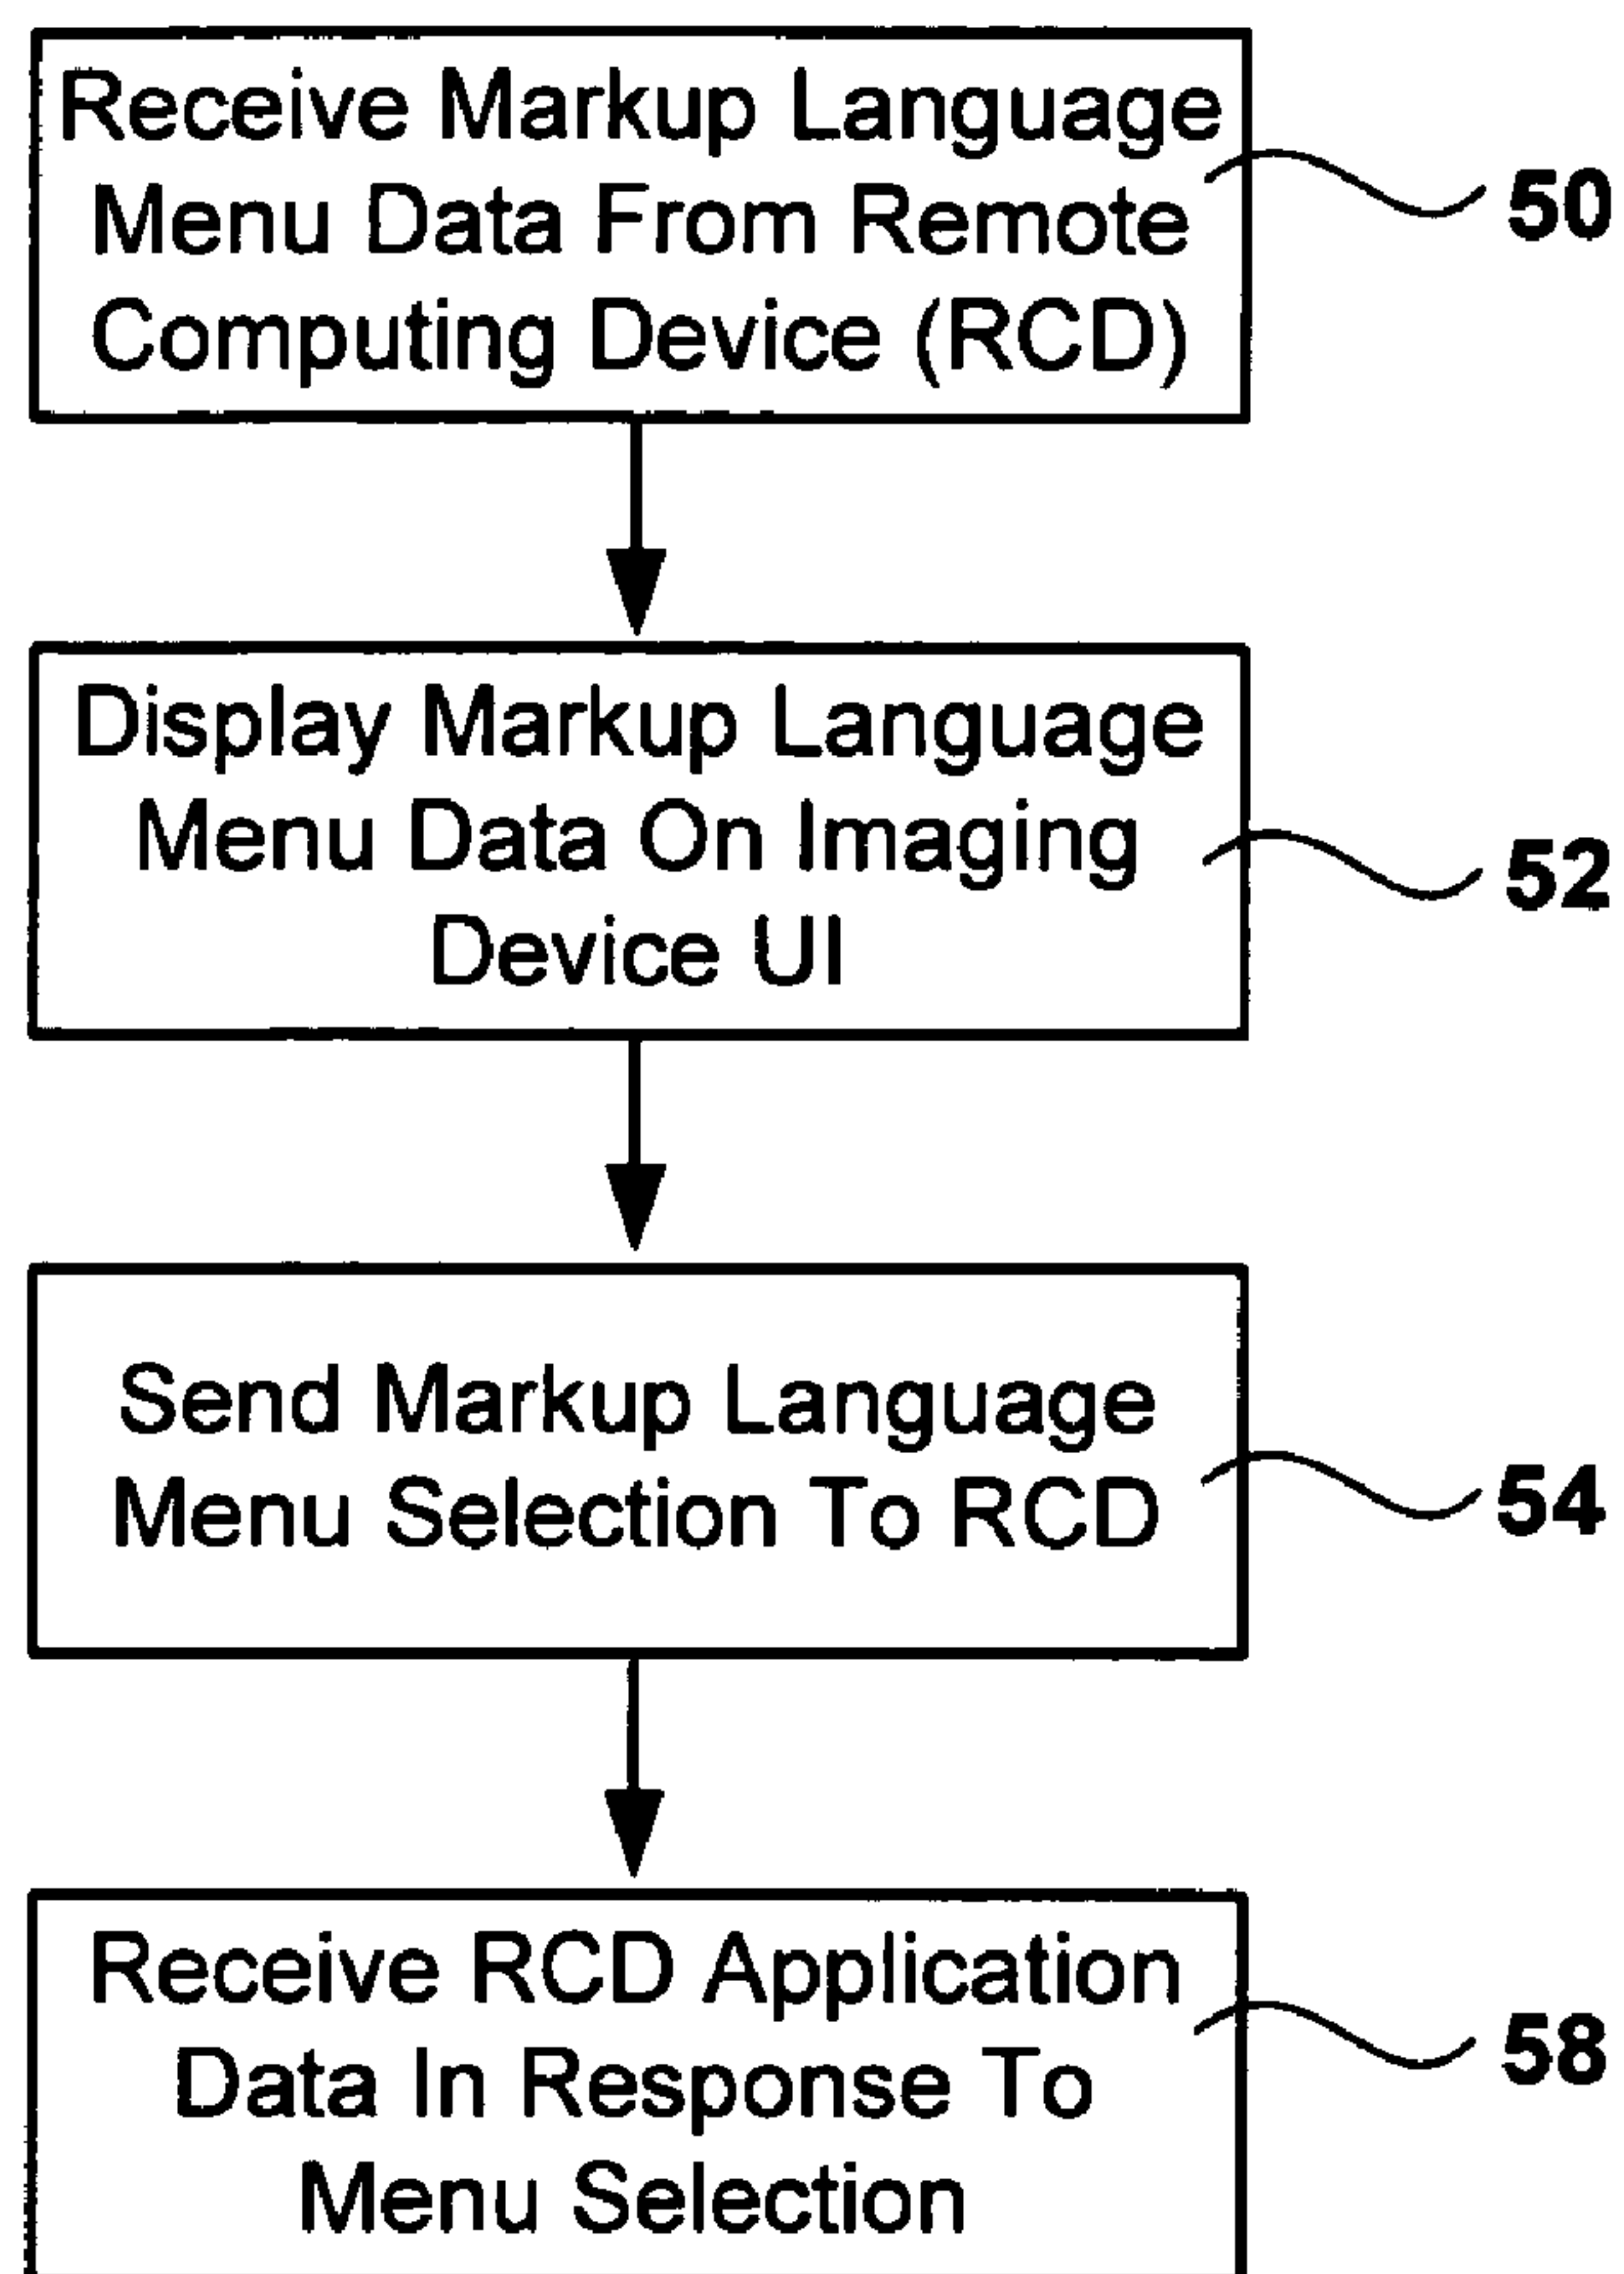 Receive Markup Language
Menu Data From Remote
Computing Device (RCD)
50
Display Markup Language
Menu Data On Imaging
Device UI
52
Send Markup Language
Menu Selection To RCD
54
Receive RCD Application
Data In Response To
Menu Selection
58